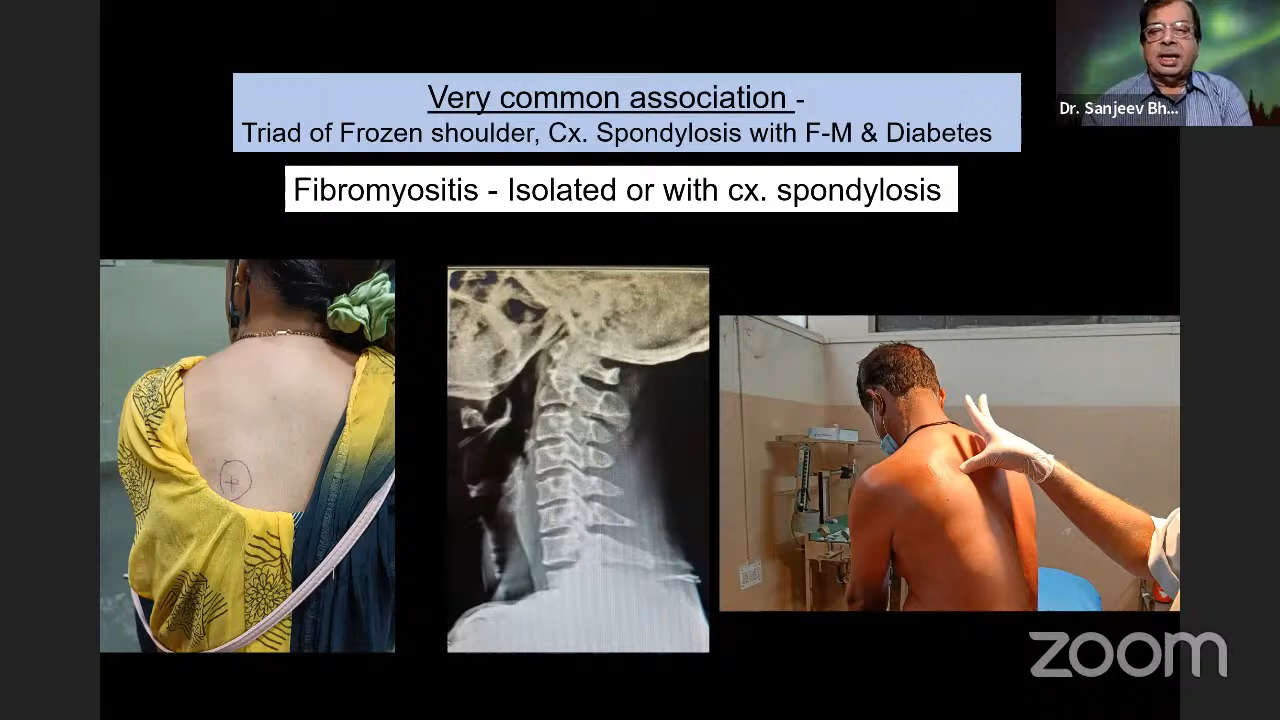 Very common association -
Triad of Frozen shoulder, Cx. Spondylosis with F-M & Diabetes
Fibromyositis - Isolated or with cx. spondylosis
Dr. Sanjeev Bh...
zoom